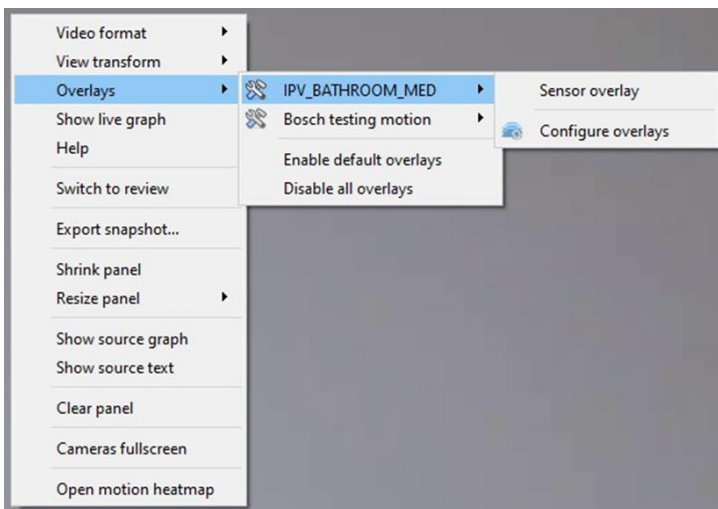 Video format
View transform
Overlays
Show live graph
Help
Switch to review
Export snapshot...
Shrink panel
Resize panel
Show source graph
Show source text
Clear panel
Cameras fullscreen
Open motion heatmap
IPV_BATHROOM_MED
Bosch testing motion
Enable default overlays
Disable all overlays
Sensor overlay
Configure overlays